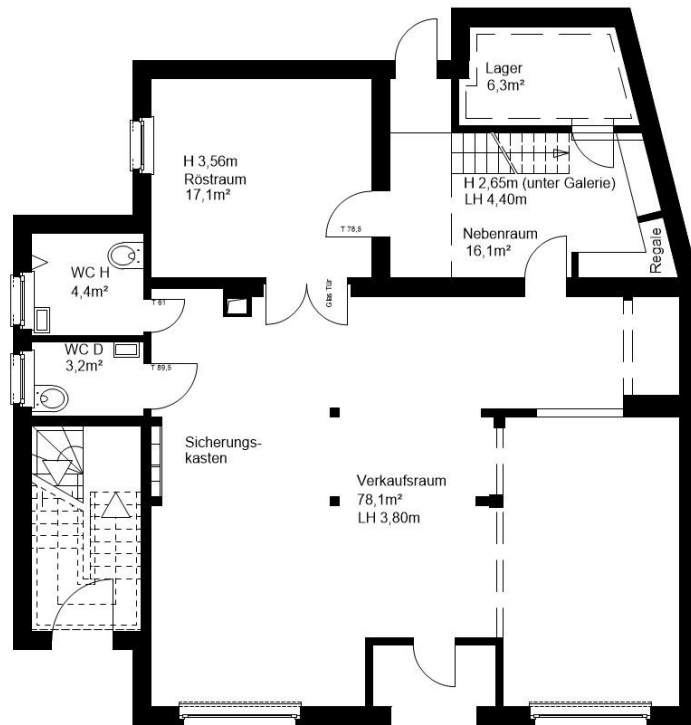 Lager
6,3m²
H 3,56m
Röstraum
17,1m²
H 2,65m (unter Galerie)
LH 4,40m
Nebenraum
16,1m²
Regale
T 78,5
Glas Tür
WC H
4,4m²
T 61
WC D
3,2m²
T 89,5
Sicherungs-
kasten
Verkaufsraum
78,1m²
LH 3,80m